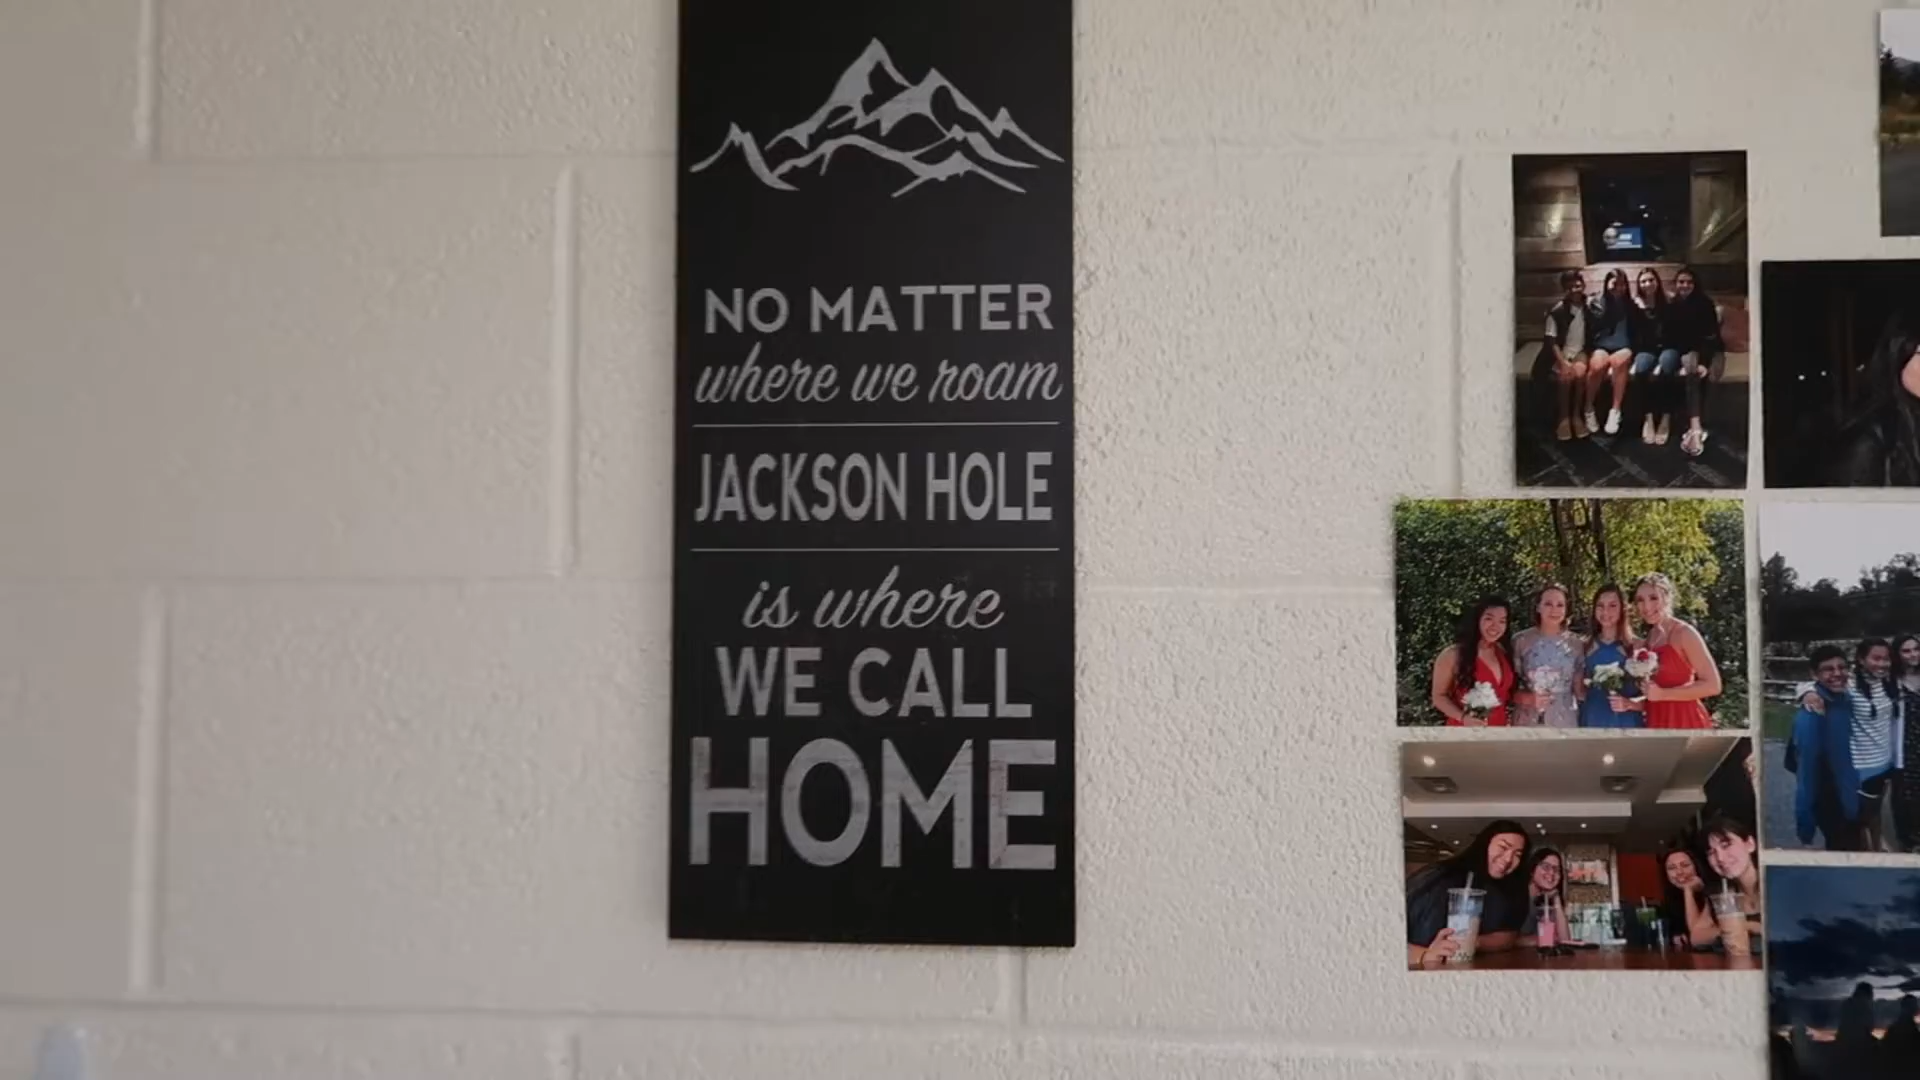 NO MATTER
where we roam
JACKSON HOLE
is where
WE CALL
HOME